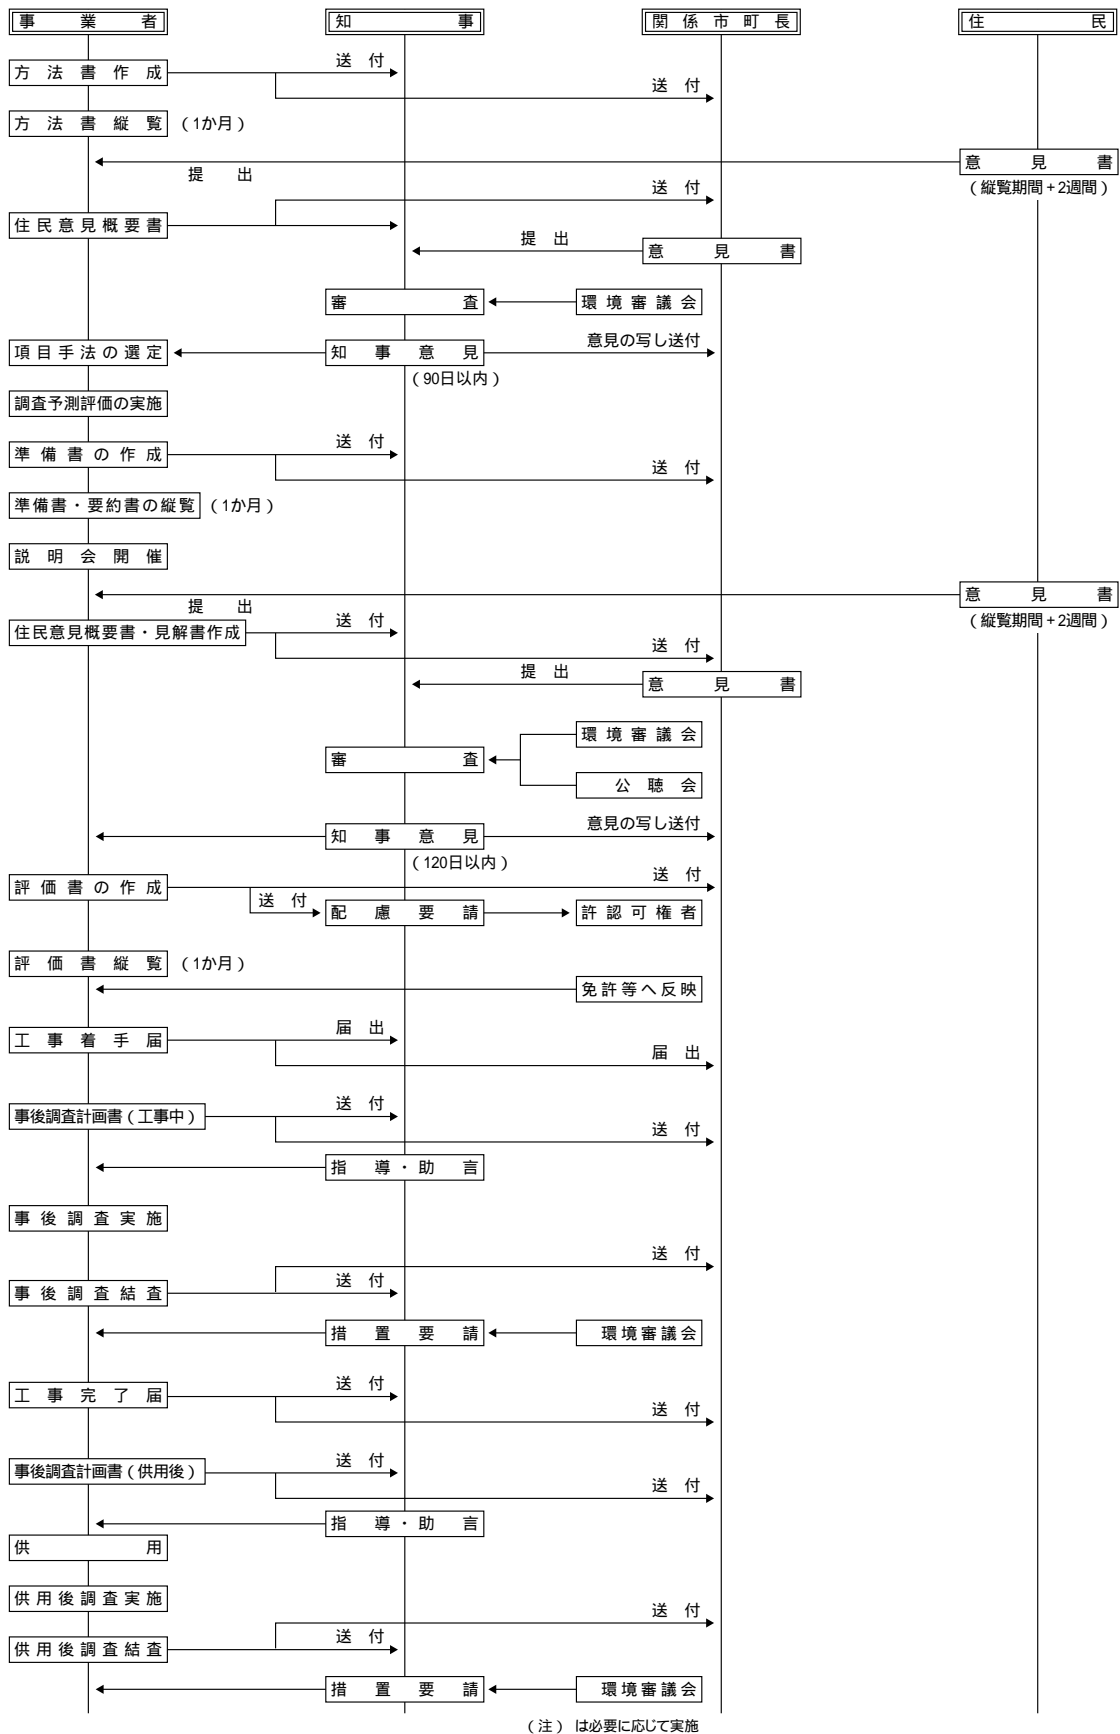 事業者 知事 関係市町長 住民
送付
方法書作成 送付
方法書縦覧 （1か月）
意見書
提出 （縦覧期間+2週間）
送付
住民意見概要書
提出 意見書
審査 環境審議会
意見の写し送付
項目手法の選定 知事意見
（90日以内）
調査予測評価の実施
送付
準備書の作成 送付
準備書・要約書の縦覧 （1か月）
説明会開催
意見書
提出 （縦覧期間+2週間）
送付
住民意見概要書・見解書作成 送付
提出 意見書
環境審議会
審査
公聴会
意見の写し送付
知事意見
（120日以内）
評価書の作成 送付
送付 配慮要請 許認可権者
評価書縦覧 （1か月）
免許等へ反映
届出
工事着手届 届出
送付
事後調査計画書（工事中） 送付
指導・助言
事後調査実施
送付
送付
事後調査結査
措置要請 環境審議会
送付
工事完了届 送付
送付
事後調査計画書（供用後） 送付
指導・助言
供用
供用後調査実施
送付
供用後調査結査 送付
措置要請 環境審議会
（注） は必要に応じて実施